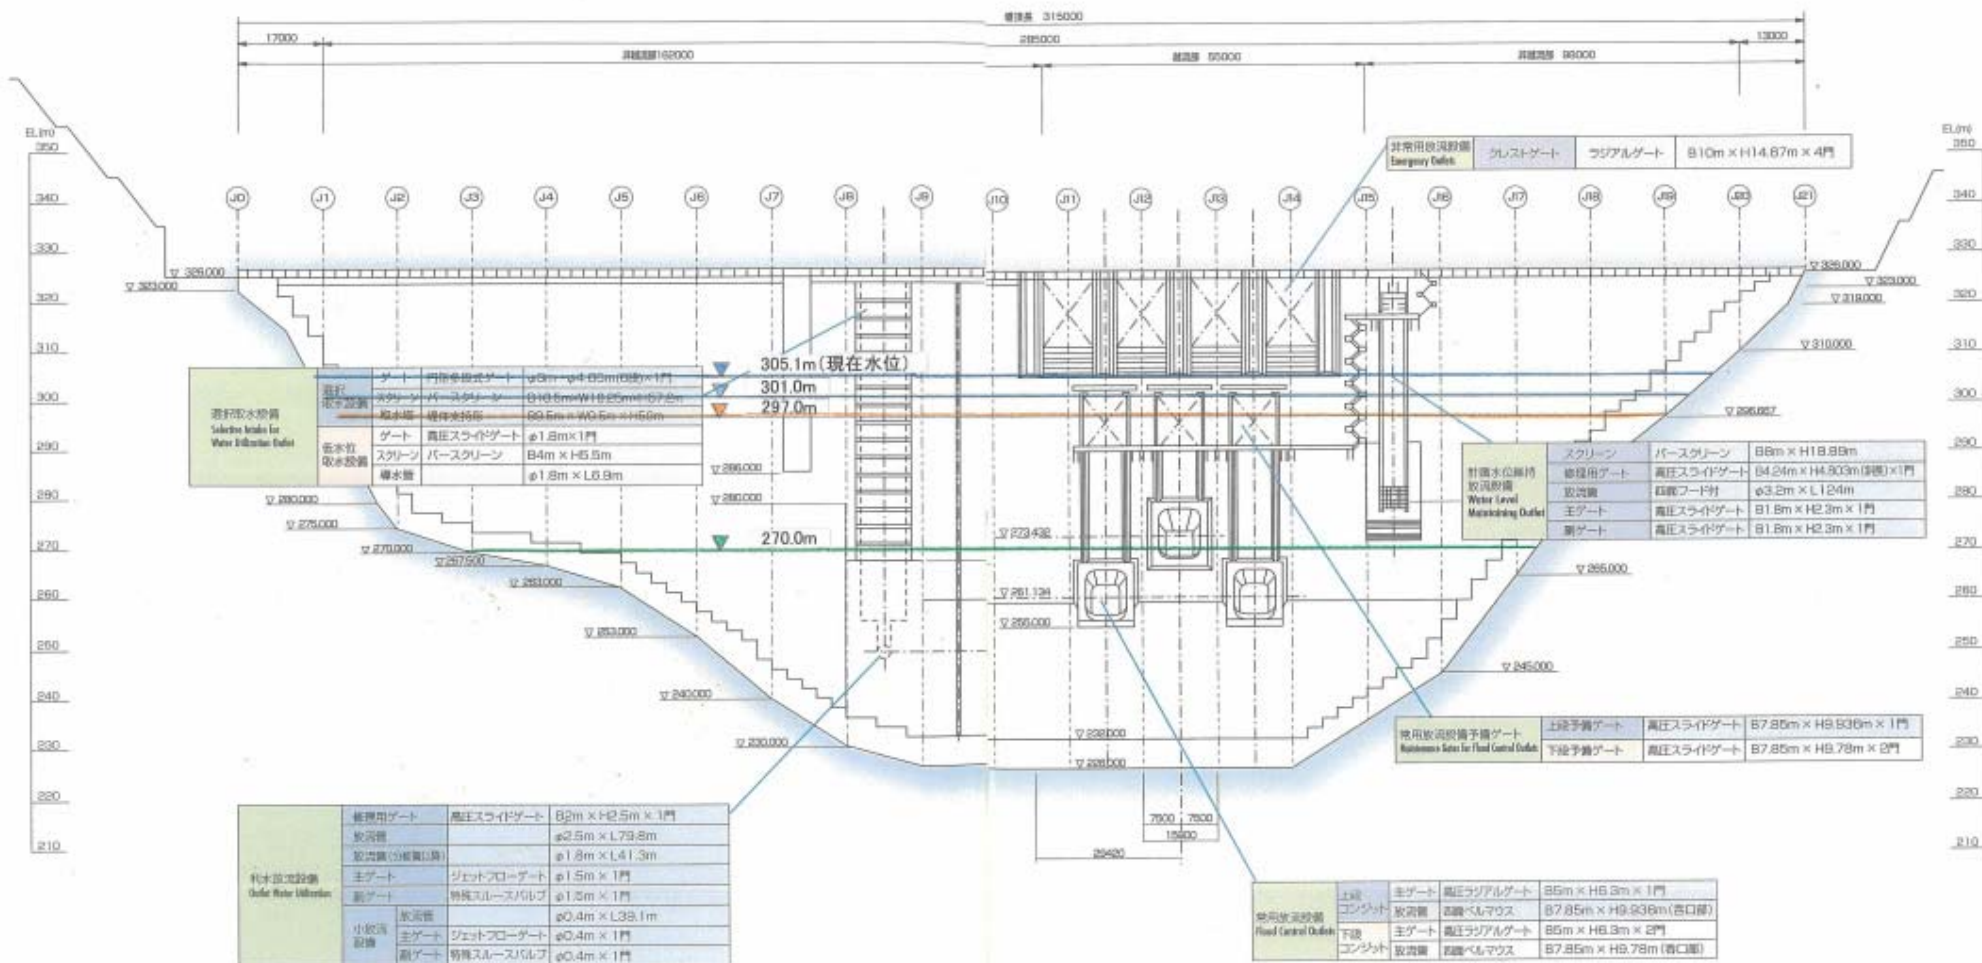 堤頂長 315000
17000
285000
13000
非越流部162000
越流部 55000
非越流部 98000
EL(m)
350
340
330
320
310
300
290
280
270
260
250
240
230
220
210
EL(m)
350
340
330
320
310
300
290
280
270
260
250
240
230
220
210
J0
J1
J2
J3
J4
J5
J6
J7
J8
J9
J10
J11
J12
J13
J14
J15
J16
J17
J18
J19
J20
J21
非常用放流設備
Emergency Outlets
クレストゲート ラジアルゲート B10m×H14.67m×4門
▽ 326.000
▽ 323.000
▽ 326.000
▽ 323.000
▽ 319.000
▽ 310.000
▽ 296.667
305.1m(現在水位)
301.0m
297.0m
270.0m
選択取水設備
Selective Intake for
Water Utilization Outlet
選択
取水設備
ゲート 円形多段式ゲート
スクリーン バースクリーン
取水塔
低水位
取水設備
ゲート 高圧スライドゲート φ1.8m×1門
スクリーン バースクリーン B4m×H5.5m
導水管 φ1.8m×L6.9m
▽ 286.000
▽ 280.000
▽ 280.000
▽ 275.000
▽ 270.000
▽ 267.500
▽ 263.000
▽ 253.000
▽ 240.000
▽ 230.000
▽ 273.432
▽ 261.134
▽ 255.000
▽ 232.000
▽ 226.000
▽ 265.000
▽ 245.000
計画水位維持
放流設備
Water Level
Maintaining Outlet
スクリーン バースクリーン B8m×H18.89m
修理用ゲート 高圧スライドゲート
放流管 四面フード付 φ3.2m×L124m
主ゲート 高圧スライドゲート B1.8m×H2.3m×1門
副ゲート 高圧スライドゲート B1.8m×H2.3m×1門
常用放流設備予備ゲート
Maintenance Gates for Flood Control Outlets
上段予備ゲート 高圧スライドゲート B7.85m×H9.936m×1門
下段予備ゲート 高圧スライドゲート B7.85m×H9.78m×2門
7500 7500
15000
利水放流設備
Outlet Water Utilization
修理用ゲート 高圧スライドゲート B2m×H2.5m×1門
放流管 φ2.5m×L79.8m
放流管(分岐管以降) φ1.8m×L41.3m
主ゲート ジェットフローゲート φ1.5m×1門
副ゲート 特殊スルースバルブ φ1.5m×1門
小放流
設備
放流管 φ0.4m×L39.1m
主ゲート ジェットフローゲート φ0.4m×1門
副ゲート 特殊スルースバルブ φ0.4m×1門
常用放流設備
Flood Control Outlets
上段
コンジット
主ゲート 高圧ラジアルゲート B5m×H6.3m×1門
放流管 四面ベルマウス B7.85m×H9.936m(呑口部)
下段
コンジット
主ゲート 高圧ラジアルゲート B5m×H6.3m×2門
放流管 四面ベルマウス B7.85m×H9.78m(呑口部)